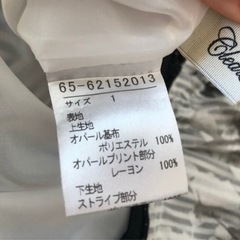 65-62152013
サイズ 1
表地
上生地
オパール基布
ポリエステル 100%
オパールプリント部分
レーヨン 100%
下生地
ストライプ部分